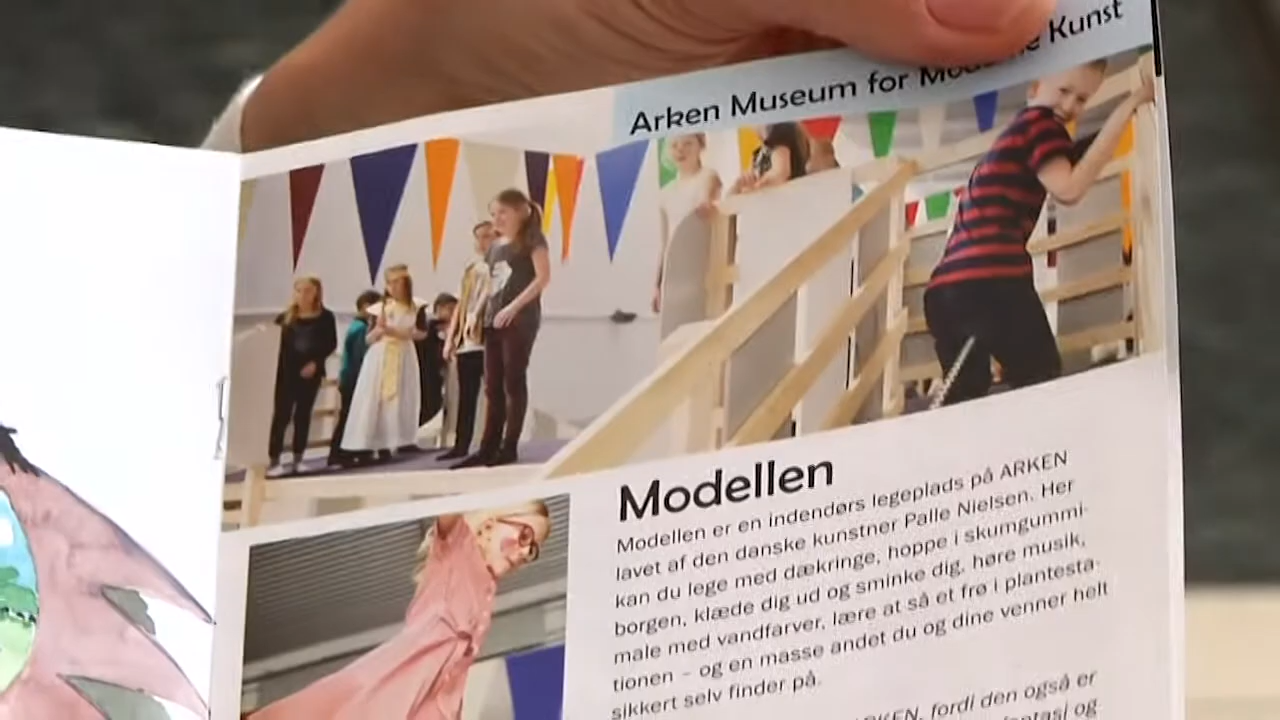 Arken Museum for Moderne Kunst
Modellen
Modellen er en indendørs legeplads på ARKEN
lavet af den danske kunstner Palle Nielsen. Her
kan du lege med dækringe, hoppe i skumgummi-
borgen, klæde dig ud og sminke dig, høre musik,
male med vandfarver, lære at så et frø i plantesta-
tionen – og en masse andet du og dine venner helt
sikkert selv finder på.
fordi den også er
og